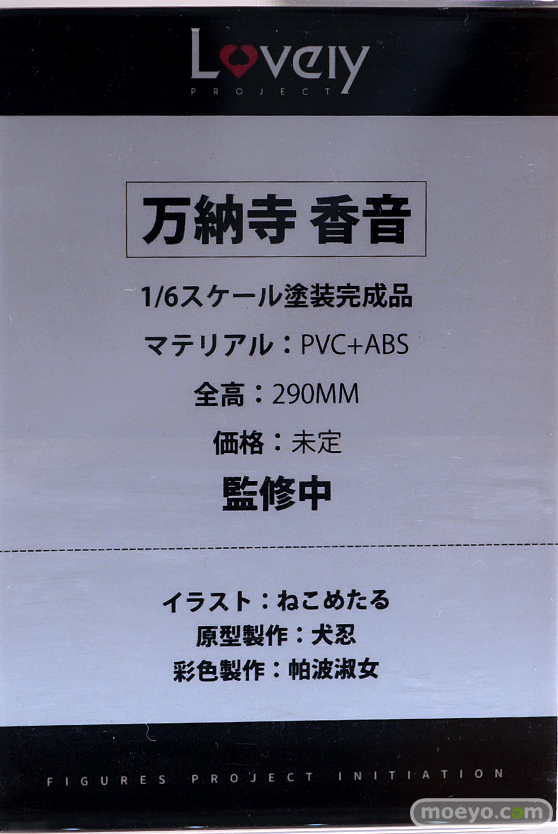 Lovely
PROJECT
万納寺 香音
1/6スケール塗装完成品
マテリアル：PVC+ABS
全高：290MM
価格：未定
監修中
イラスト：ねこめたる
原型製作：犬忍
彩色製作：帕波淑女
FIGURES PROJECT INITIATION
moeyo.com